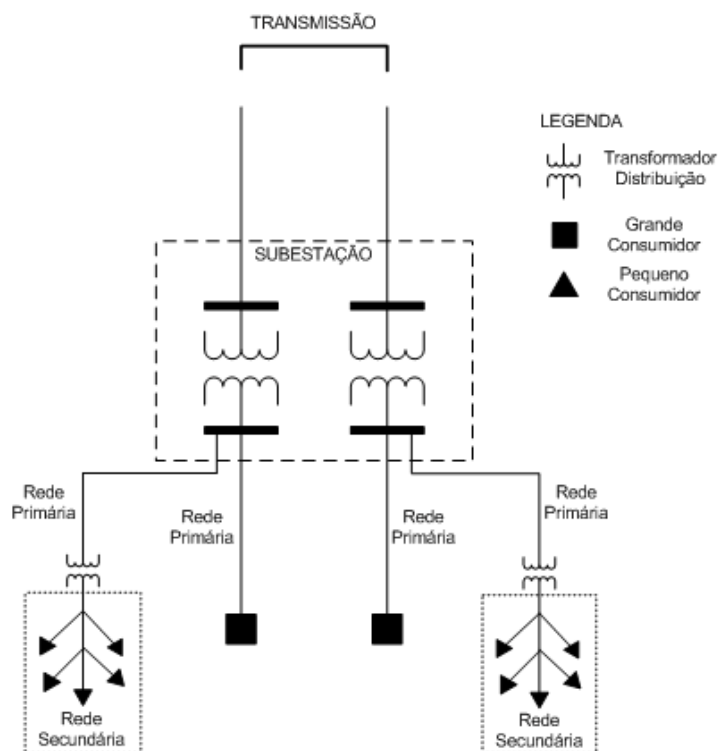 TRANSMISSÃO
LEGENDA
Transformador
Distribuição
Grande
Consumidor
Pequeno
Consumidor
SUBESTAÇÃO
Rede
Primária
Rede
Primária
Rede
Primária
Rede
Primária
Rede
Secundária
Rede
Secundária